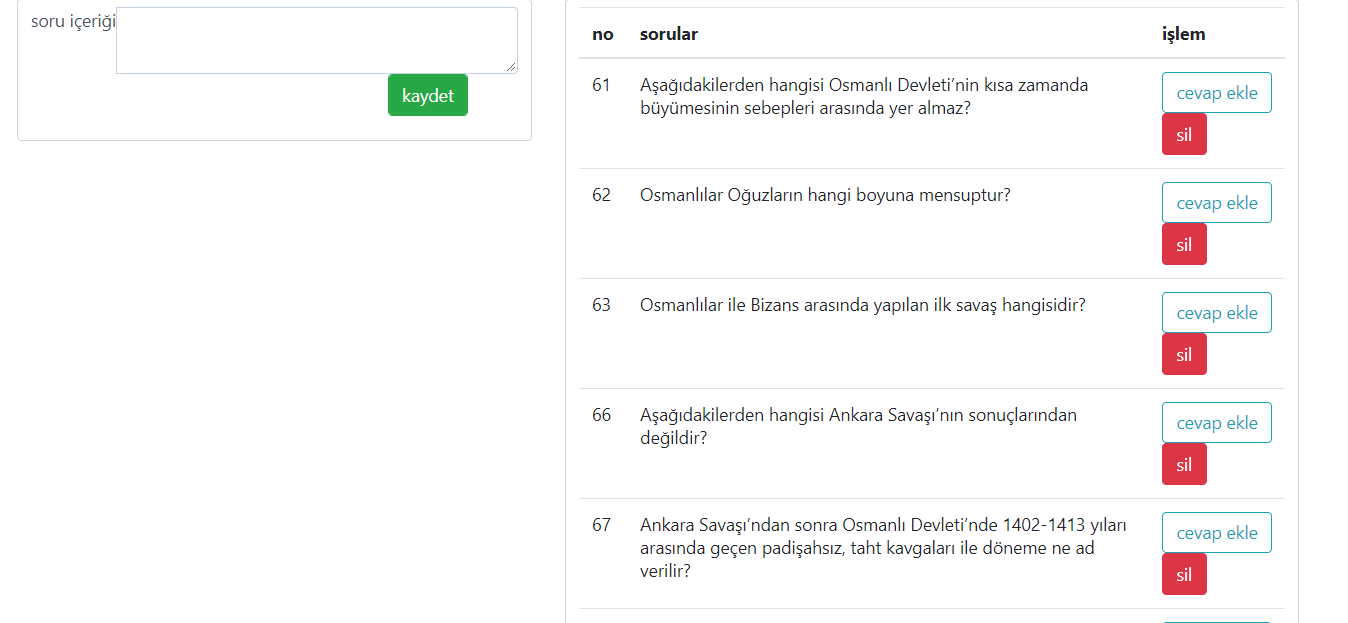 soru içeriği
kaydet
no sorular işlem
61 Aşağıdakilerden hangisi Osmanlı Devleti’nin kısa zamanda
büyümesinin sebepleri arasında yer almaz?
cevap ekle
sil
62 Osmanlılar Oğuzların hangi boyuna mensuptur?
cevap ekle
sil
63 Osmanlılar ile Bizans arasında yapılan ilk savaş hangisidir?
cevap ekle
sil
66 Aşağıdakilerden hangisi Ankara Savaşı’nın sonuçlarından
değildir?
cevap ekle
sil
67 Ankara Savaşı’ndan sonra Osmanlı Devleti’nde 1402-1413 yıları
arasında geçen padişahsız, taht kavgaları ile döneme ne ad
verilir?
cevap ekle
sil